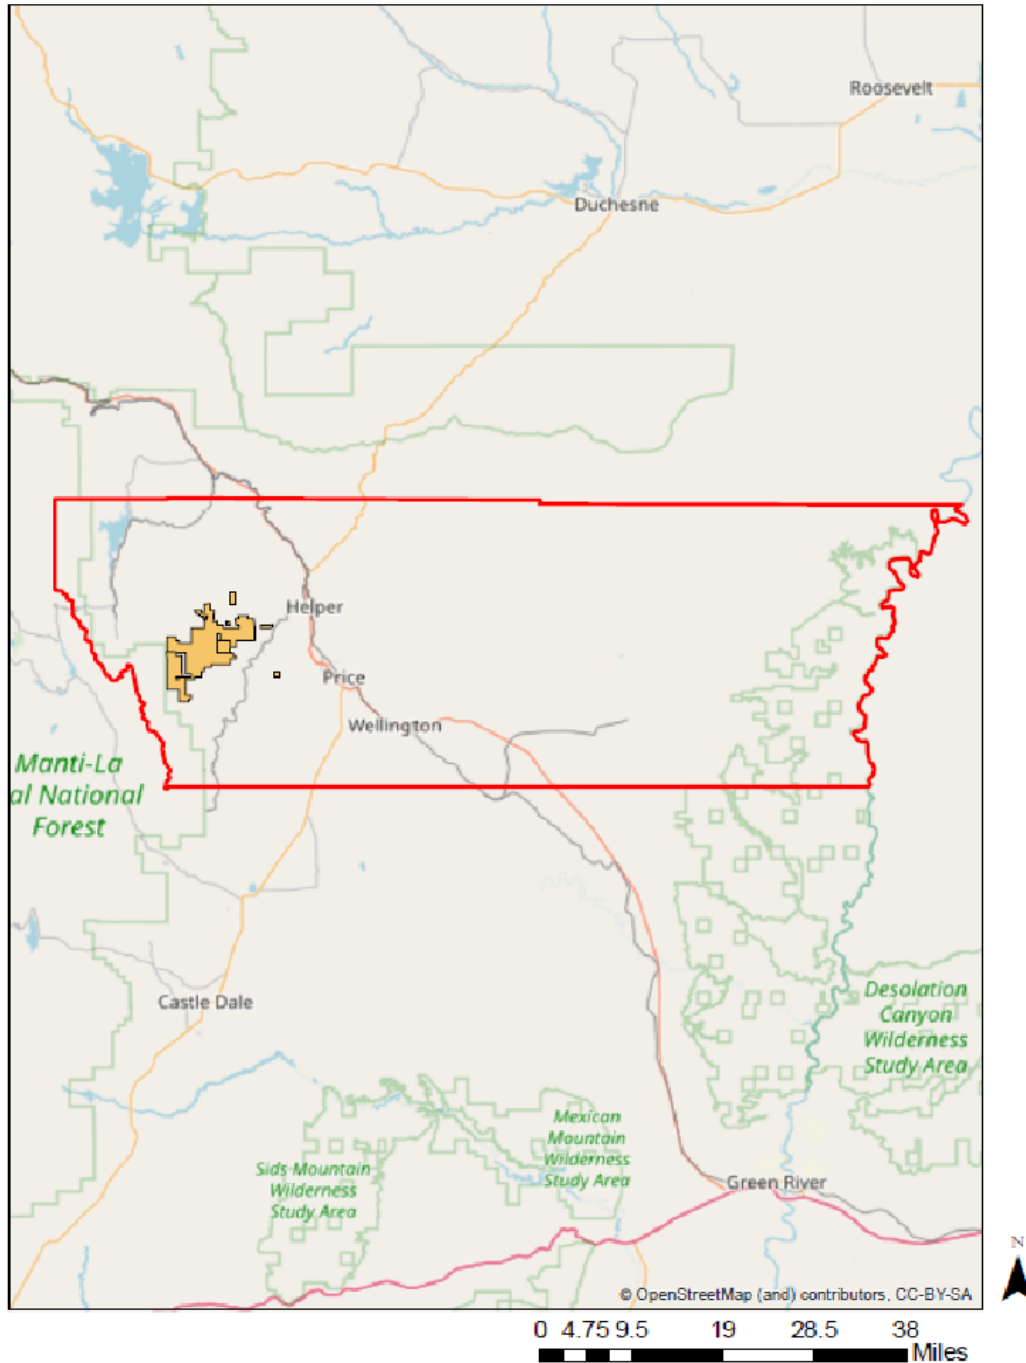 Roosevelt
Duchesne
Helper
Price
Wellington
Manti-La
al National
Forest
Castle Dale
Desolation
Canyon
Wilderness
Study Area
Mexican
Mountain
Wilderness
Study Area
Sids Mountain
Wilderness
Study Area
Green River
N
© OpenStreetMap (and) contributors, CC-BY-SA
0 4.75 9.5 19 28.5 38
Miles